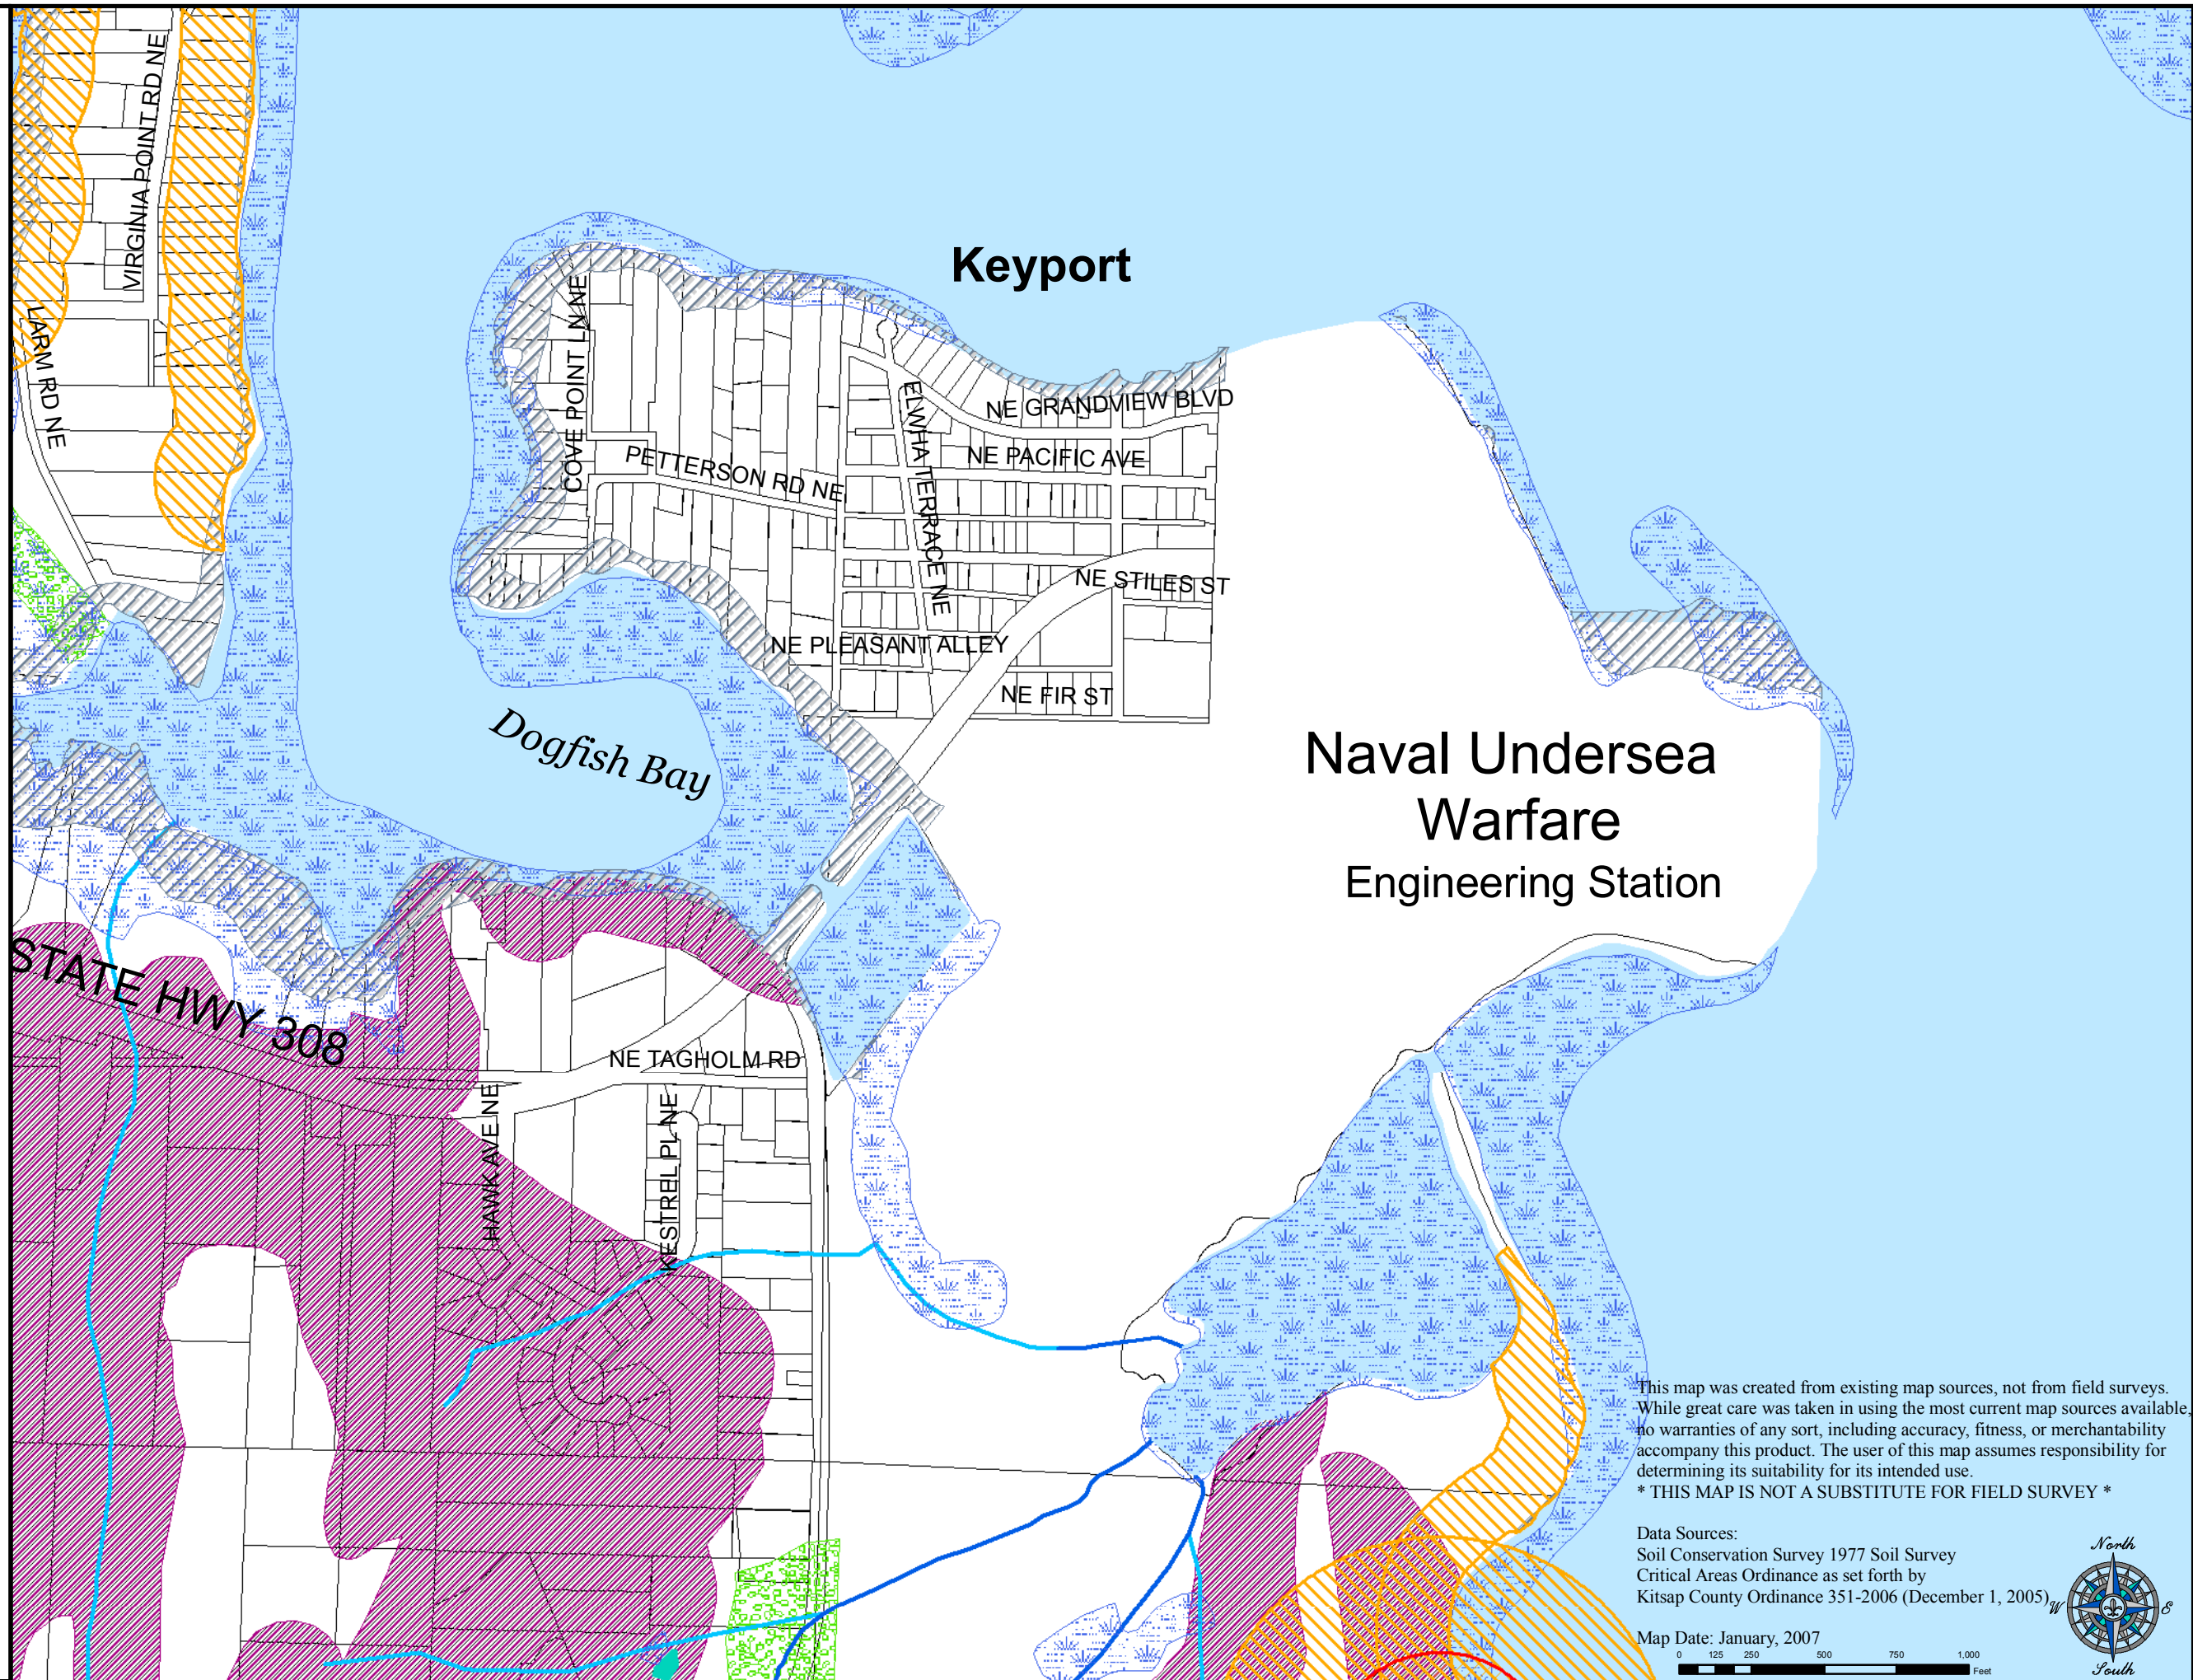 VIRGINIA POINT RD NE
LARM RD NE
Keyport
COVE POINT LN NE
PETTERSON RD NE
ELWHA TERRACE NE
NE GRANDVIEW BLVD
NE PACIFIC AVE
NE STILES ST
NE PLEASANT ALLEY
NE FIR ST
Dogfish Bay
Naval Undersea
Warfare
Engineering Station
STATE HWY 308
NE TAGHOLM RD
HAWK AVE NE
KESTREL PL NE
This map was created from existing map sources, not from field surveys.
While great care was taken in using the most current map sources available,
no warranties of any sort, including accuracy, fitness, or merchantability
accompany this product. The user of this map assumes responsibility for
determining its suitability for its intended use.
* THIS MAP IS NOT A SUBSTITUTE FOR FIELD SURVEY *
Data Sources:
Soil Conservation Survey 1977 Soil Survey
Critical Areas Ordinance as set forth by
Kitsap County Ordinance 351-2006 (December 1, 2005)
Map Date: January, 2007
0 125 250 500 750 1,000
Feet
North
W E
South